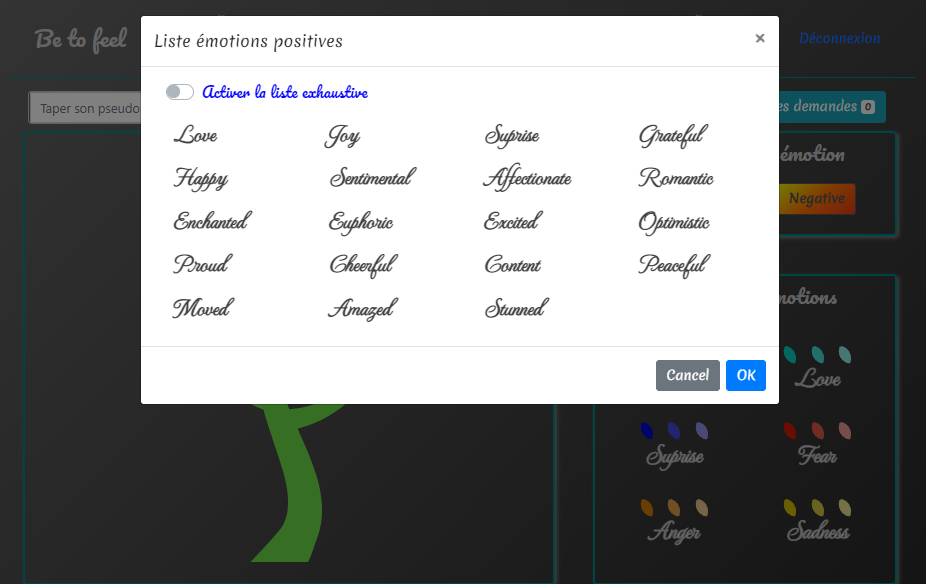 Be to feel
Déconnexion
Liste émotions positives
×
Activer la liste exhaustive
Taper son pseudo
es demandes 0
Love Joy Suprise Grateful
émotion
Happy Sentimental Affectionate Romantic
Negative
Enchanted Euphoric Excited Optimistic
Proud Cheerful Content Peaceful
Moved Amazed Stunned
motions
Cancel OK
Love
Suprise Fear
Anger Sadness